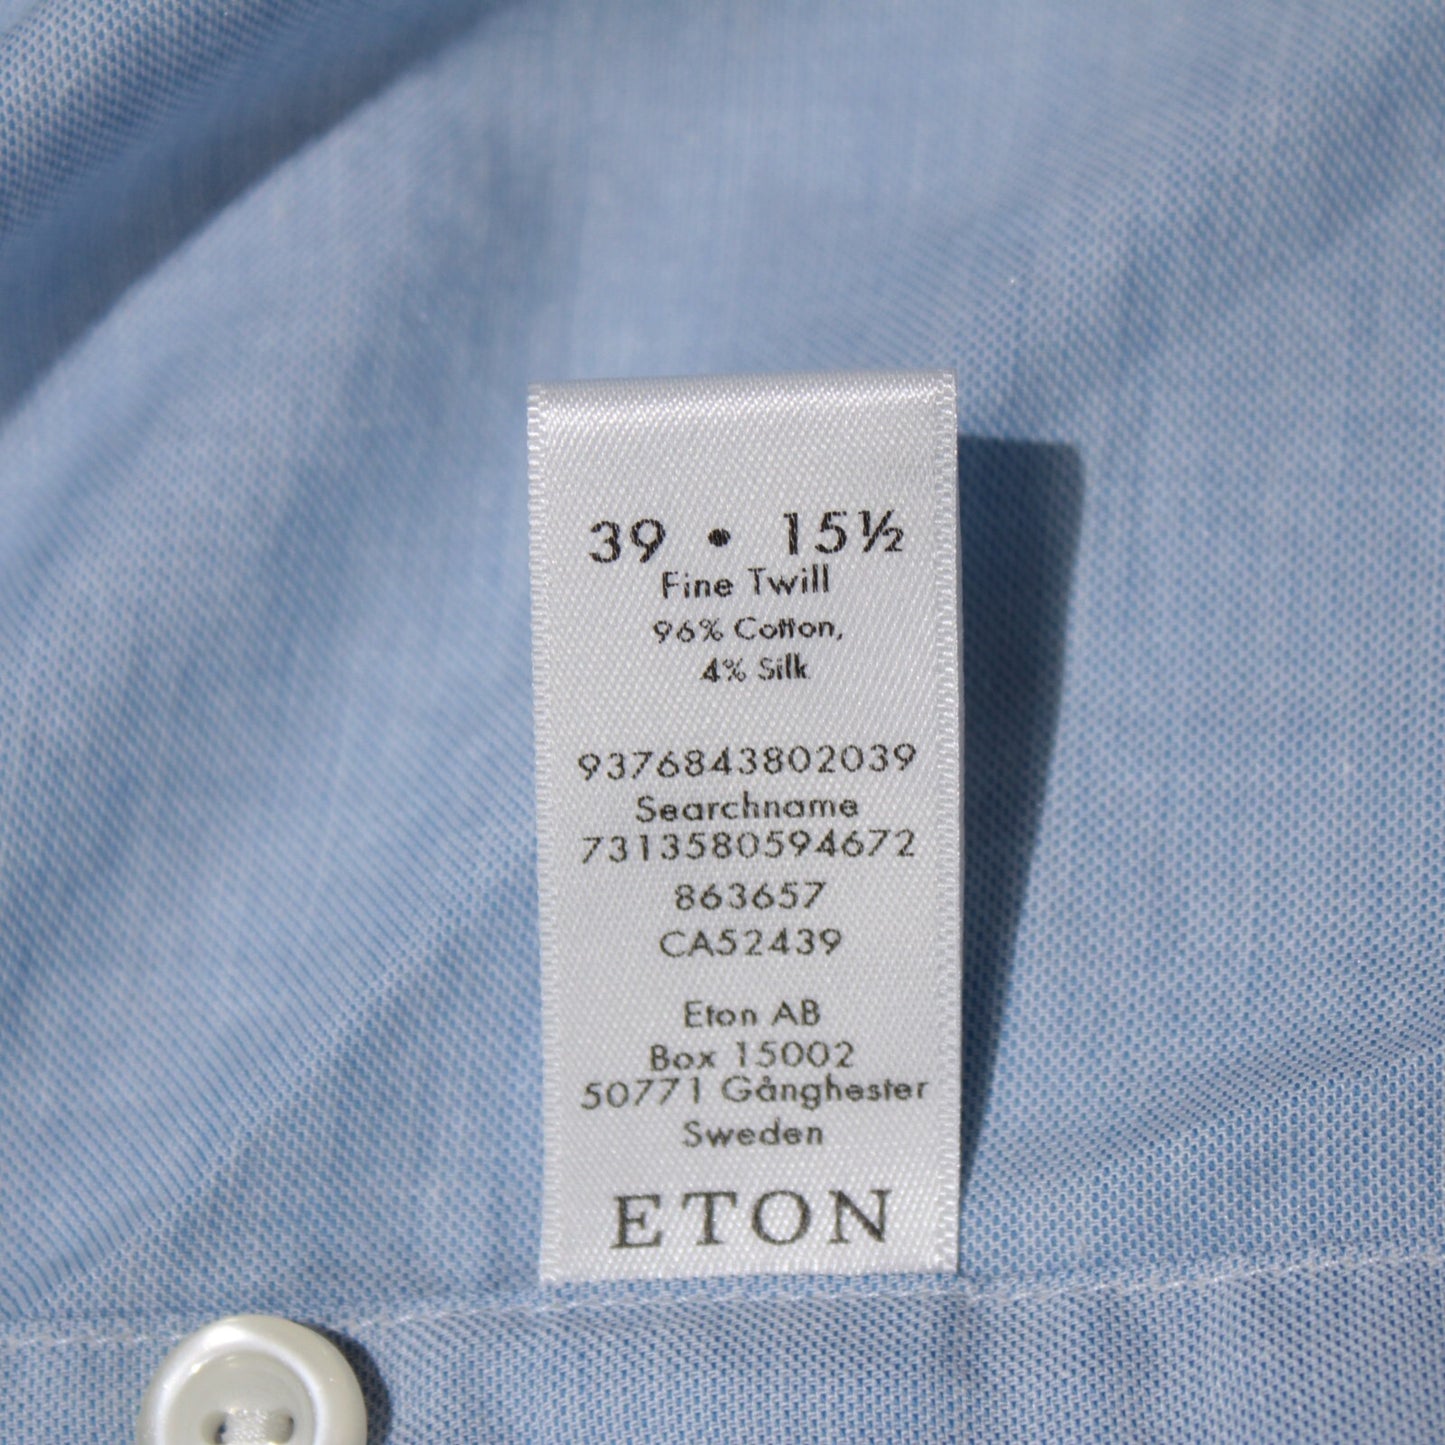 39 • 15½
Fine Twill
96% Cotton,
4% Silk
9376843802039
Searchname
7313580594672
863657
CA52439
Eton AB
Box 15002
50771 Gånghester
Sweden
ETON